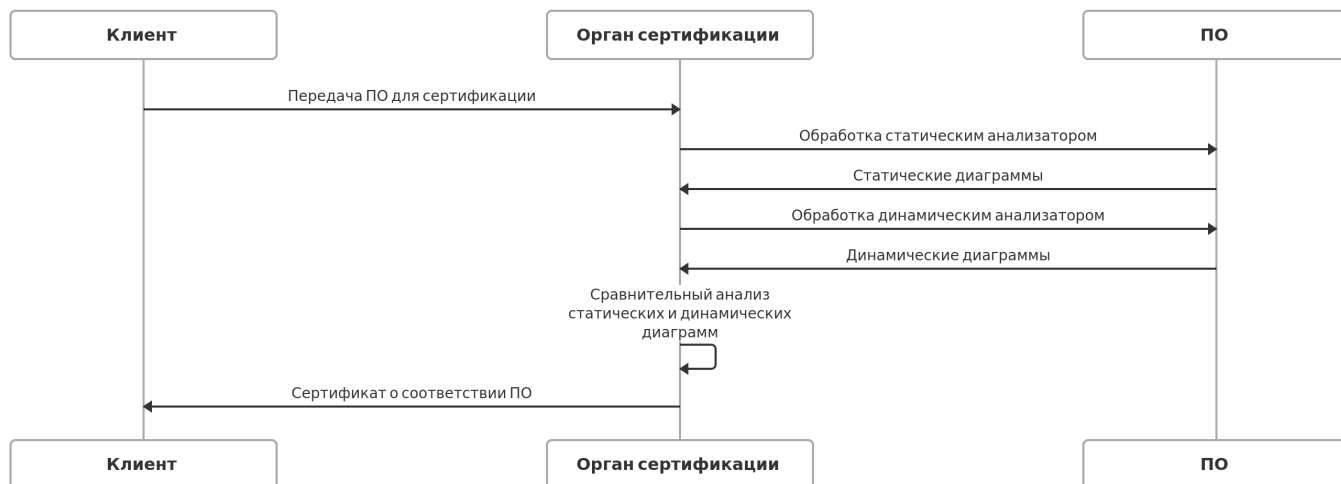 Клиент
Орган сертификации
ПО
Передача ПО для сертификации
Обработка статическим анализатором
Статические диаграммы
Обработка динамическим анализатором
Динамические диаграммы
Сравнительный анализ
статических и динамических
диаграмм
Сертификат о соответствии ПО
Клиент
Орган сертификации
ПО